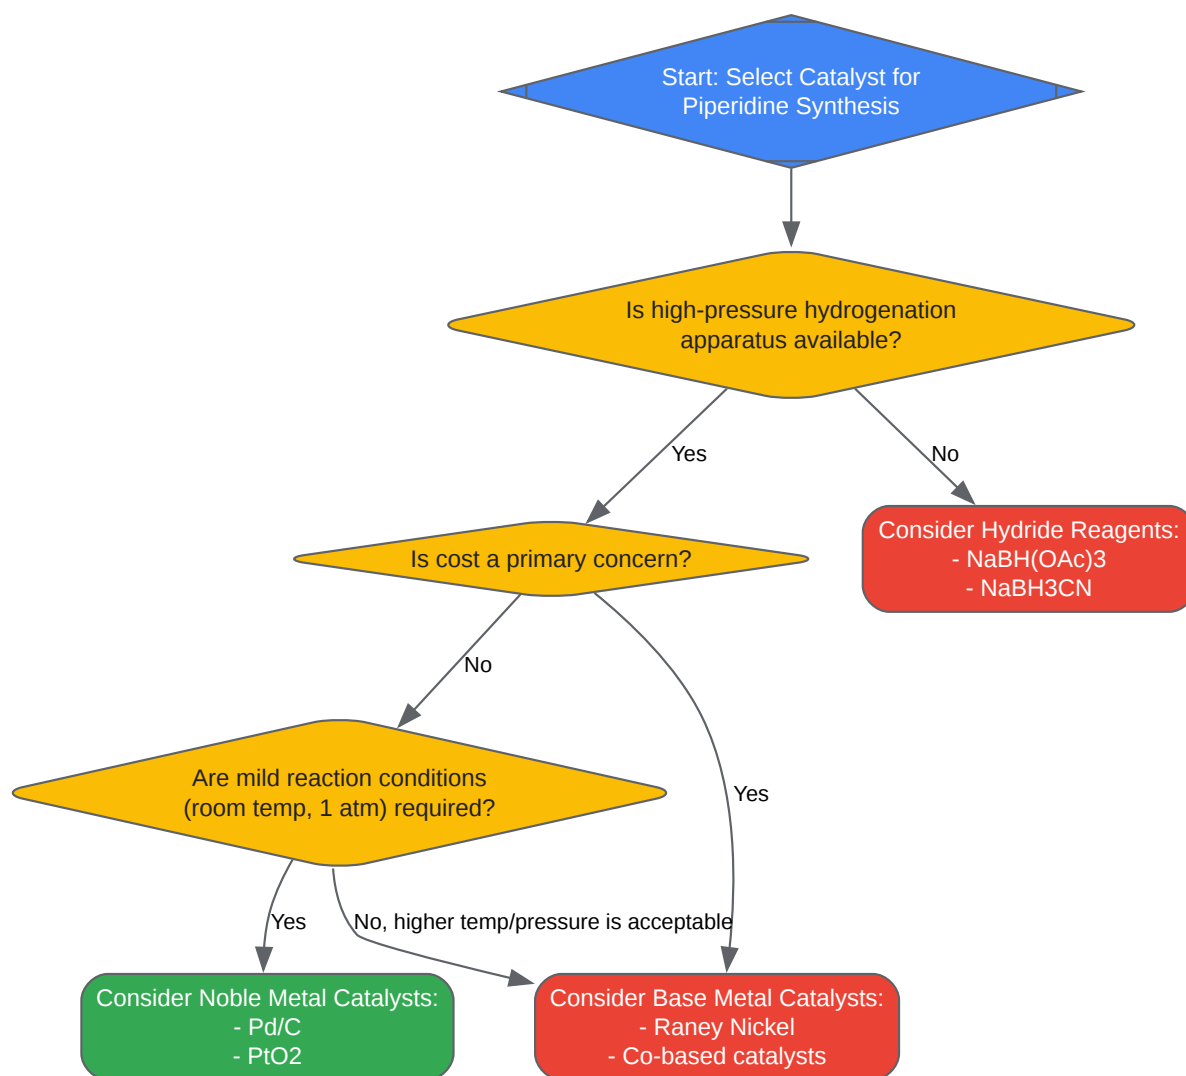 Start: Select Catalyst for
Piperidine Synthesis
Is high-pressure hydrogenation
apparatus available?
Yes
No
Consider Hydride Reagents:
- NaBH(OAc)3
- NaBH3CN
Is cost a primary concern?
No
Yes
Are mild reaction conditions
(room temp, 1 atm) required?
Yes
No, higher temp/pressure is acceptable
Consider Noble Metal Catalysts:
- Pd/C
- PtO2
Consider Base Metal Catalysts:
- Raney Nickel
- Co-based catalysts